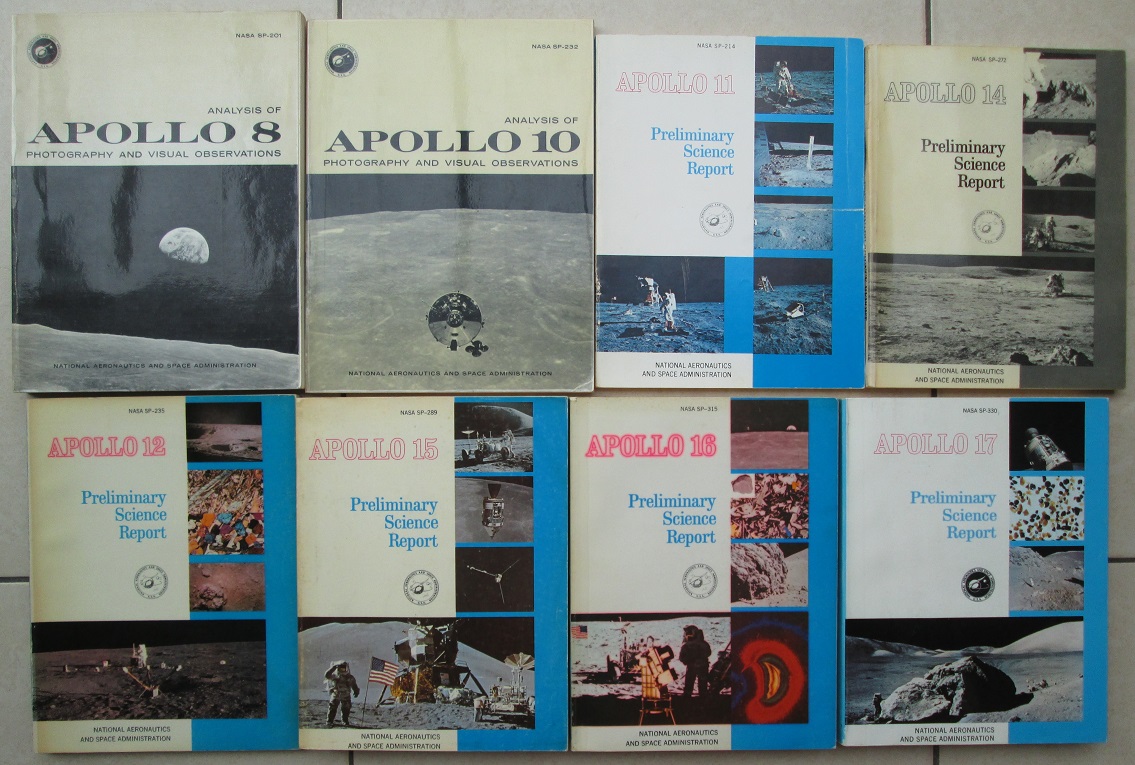 NASA SP-201
ANALYSIS OF
APOLLO 8
PHOTOGRAPHY AND VISUAL OBSERVATIONS
NATIONAL AERONAUTICS AND SPACE ADMINISTRATION
NASA SP-232
ANALYSIS OF
APOLLO 10
PHOTOGRAPHY AND VISUAL OBSERVATIONS
NATIONAL AERONAUTICS AND SPACE ADMINISTRATION
NASA SP-214
APOLLO 11
Preliminary
Science
Report
NATIONAL AERONAUTICS
AND SPACE ADMINISTRATION
NASA SP-272
APOLLO 14
Preliminary
Science
Report
NATIONAL AERONAUTICS
AND SPACE ADMINISTRATION
NASA SP-235
APOLLO 12
Preliminary
Science
Report
NATIONAL AERONAUTICS
AND SPACE ADMINISTRATION
NASA SP-289
APOLLO 15
Preliminary
Science
Report
NATIONAL AERONAUTICS
AND SPACE ADMINISTRATION
NASA SP-315
APOLLO 16
Preliminary
Science
Report
NATIONAL AERONAUTICS
AND SPACE ADMINISTRATION
NASA SP-330
APOLLO 17
Preliminary
Science
Report
NATIONAL AERONAUTICS
AND SPACE ADMINISTRATION